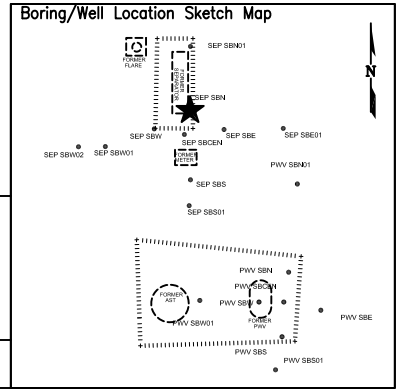 Boring/Well Location Sketch Map
SEP SBN01
FORMER
FLARE
FORMER
SEPARATOR
N
SEP SBN
SEP SBW
SEP SBCEN
SEP SBE
SEP SBE01
SEP SBW02
SEP SBW01
FORMER
METER
PWV SBN01
SEP SBS
SEP SBS01
PWV SBN
PWV SBCEN
FORMER
AST
PWV SBW
PWV SBW01
FORMER
PWV
PWV SBE
PWV SBS
PWV SBS01